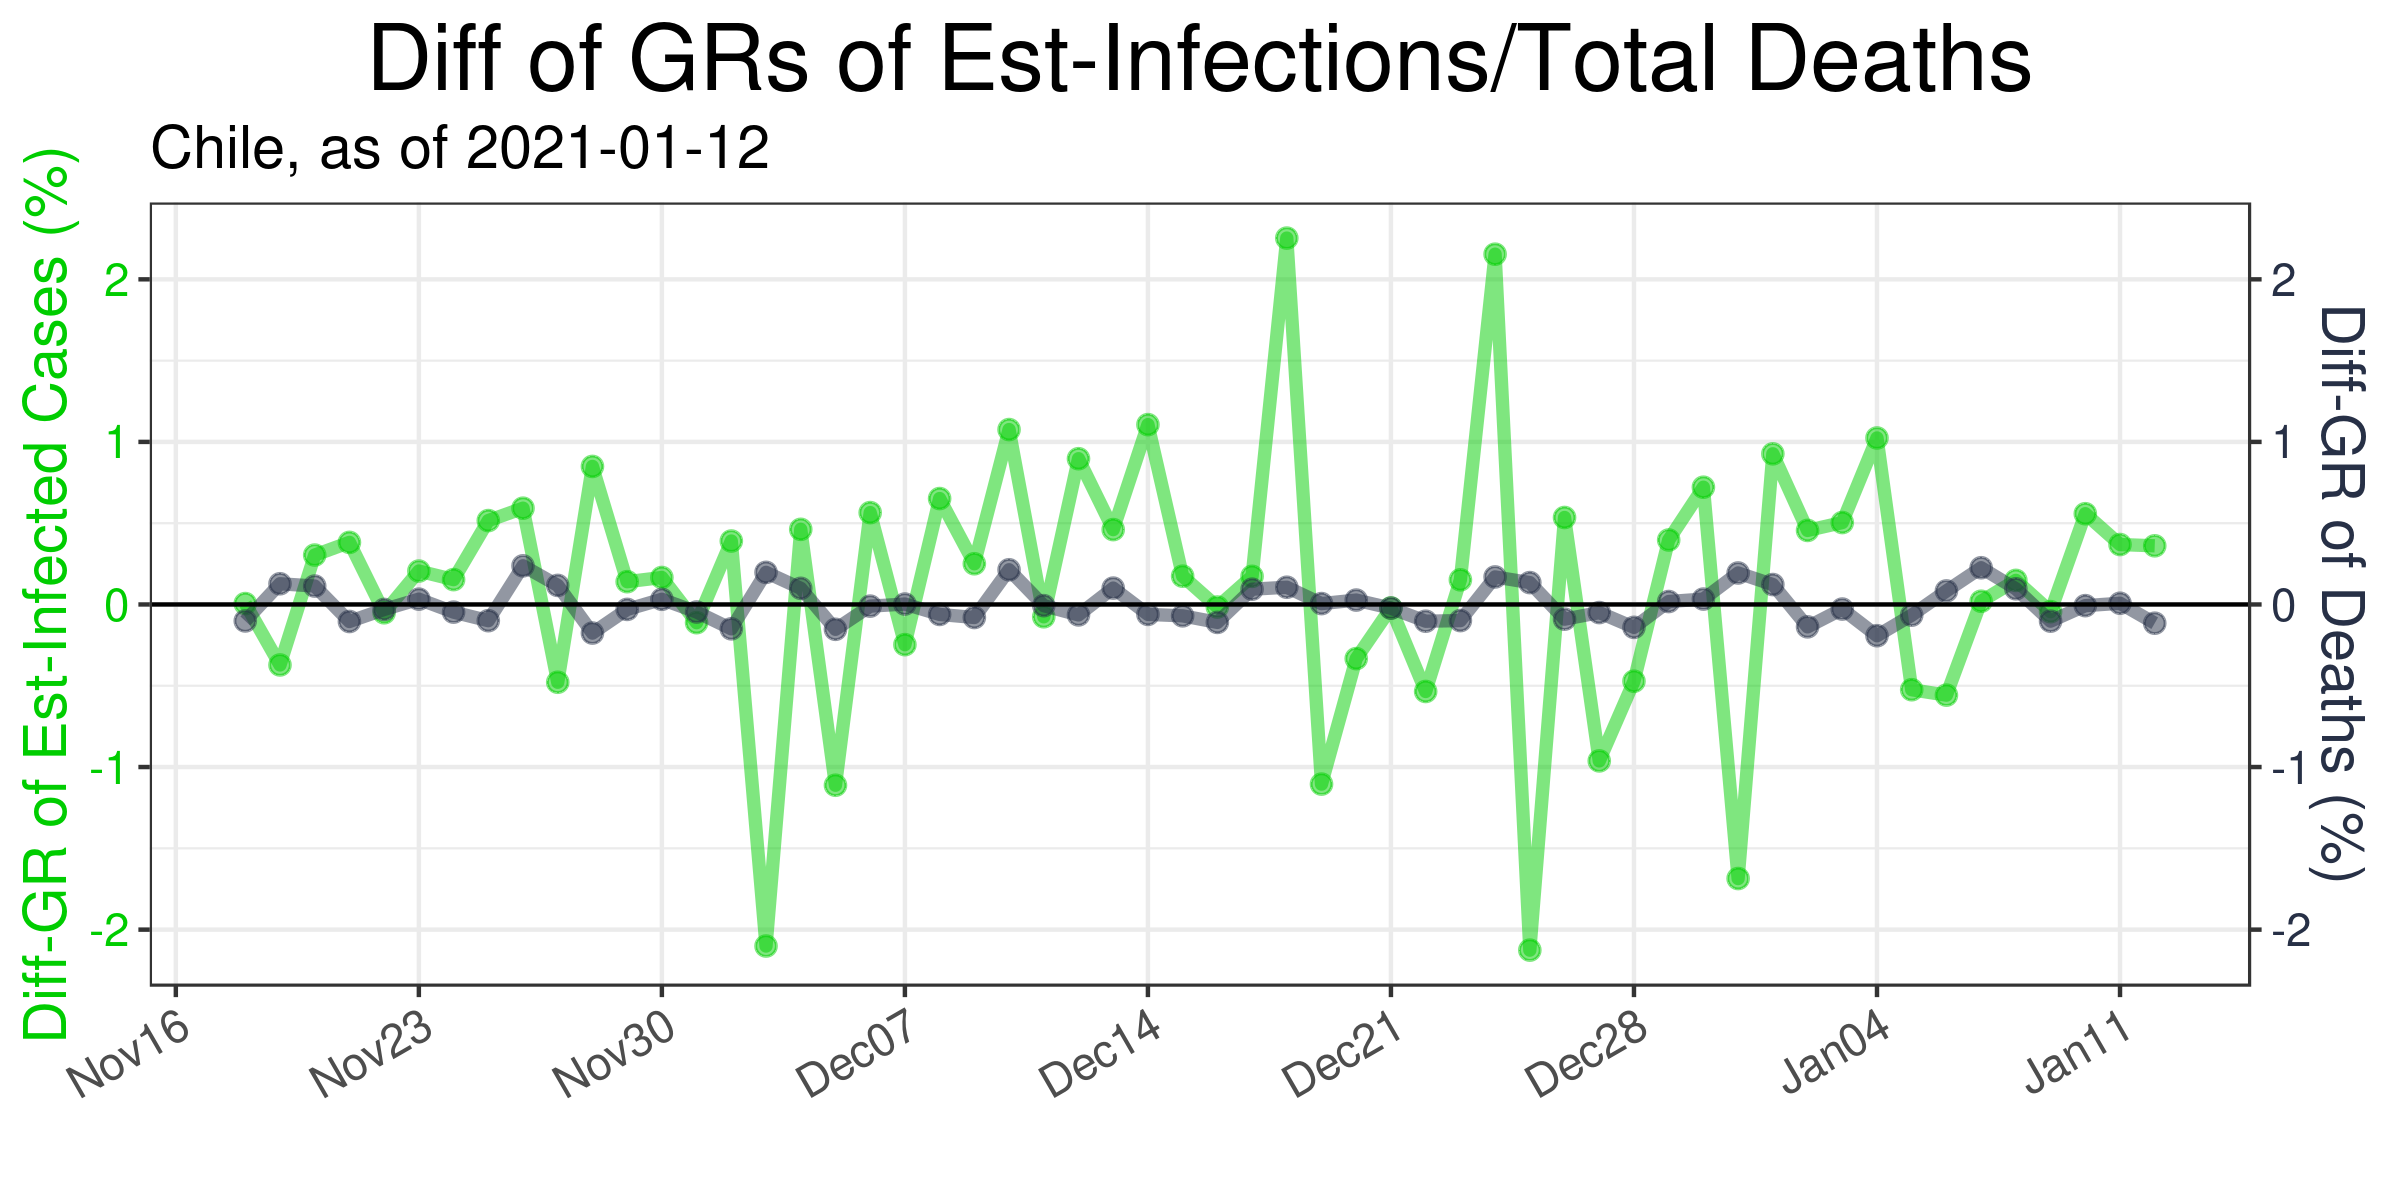 Diff of GRs of Est-Infections/Total Deaths
Chile, as of 2021-01-12
Diff-GR of Est-Infected Cases (%)
2
1
0
-1
-2
2
1
0
-1
-2
Diff-GR of Deaths (%)
Nov16
Nov23
Nov30
Dec07
Dec14
Dec21
Dec28
Jan04
Jan11